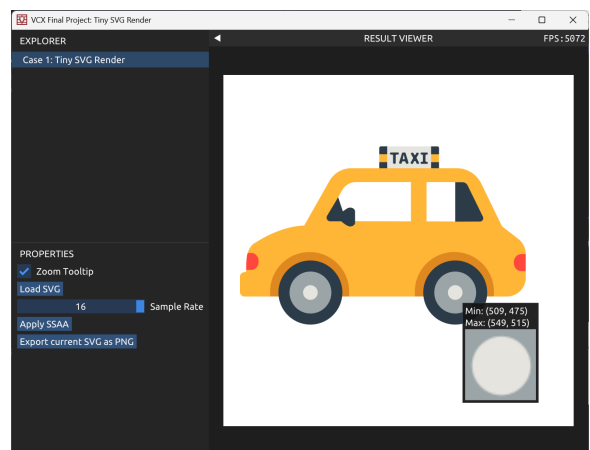 VCX Final Project: Tiny SVG Render
EXPLORER
RESULT VIEWER
FPS:5072
Case 1: Tiny SVG Render
TAXI
PROPERTIES
Zoom Tooltip
Load SVG
16 Sample Rate
Apply SSAA
Export current SVG as PNG
Min: (509, 475)
Max: (549, 515)